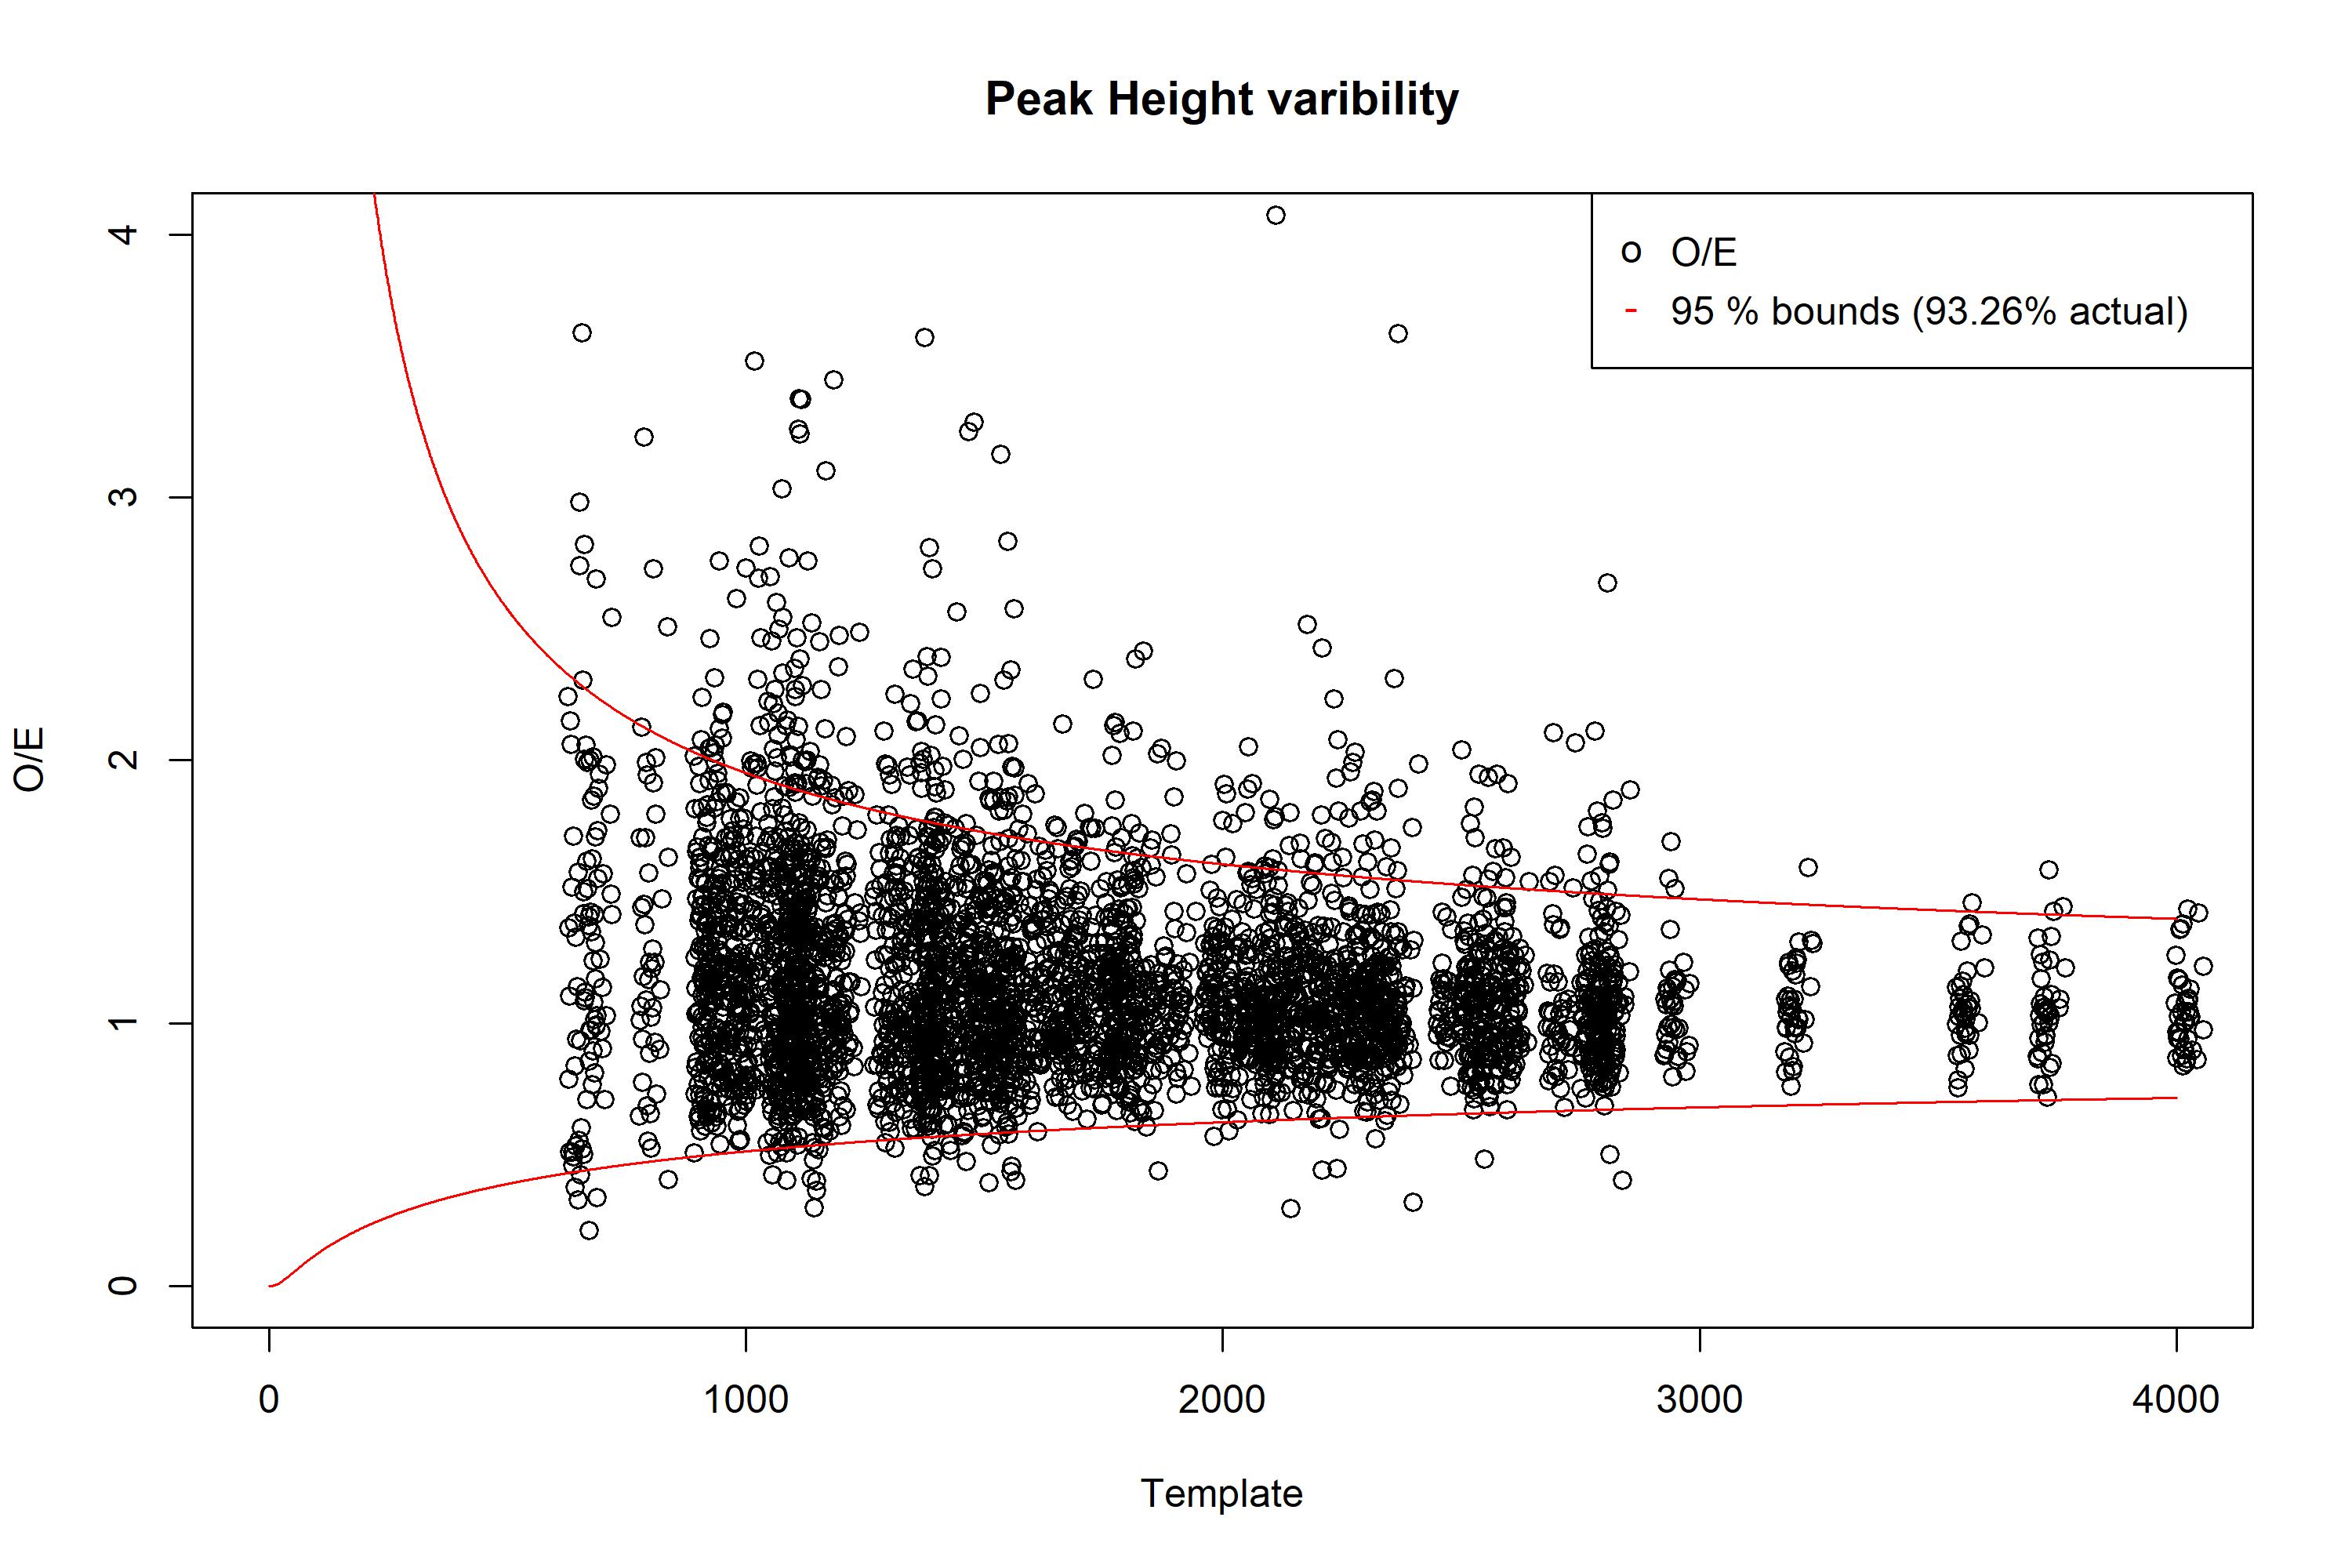 Peak Height varibility
O/E
95 % bounds (93.26% actual)
4
3
2
1
0
O/E
0 1000 2000 3000 4000
Template